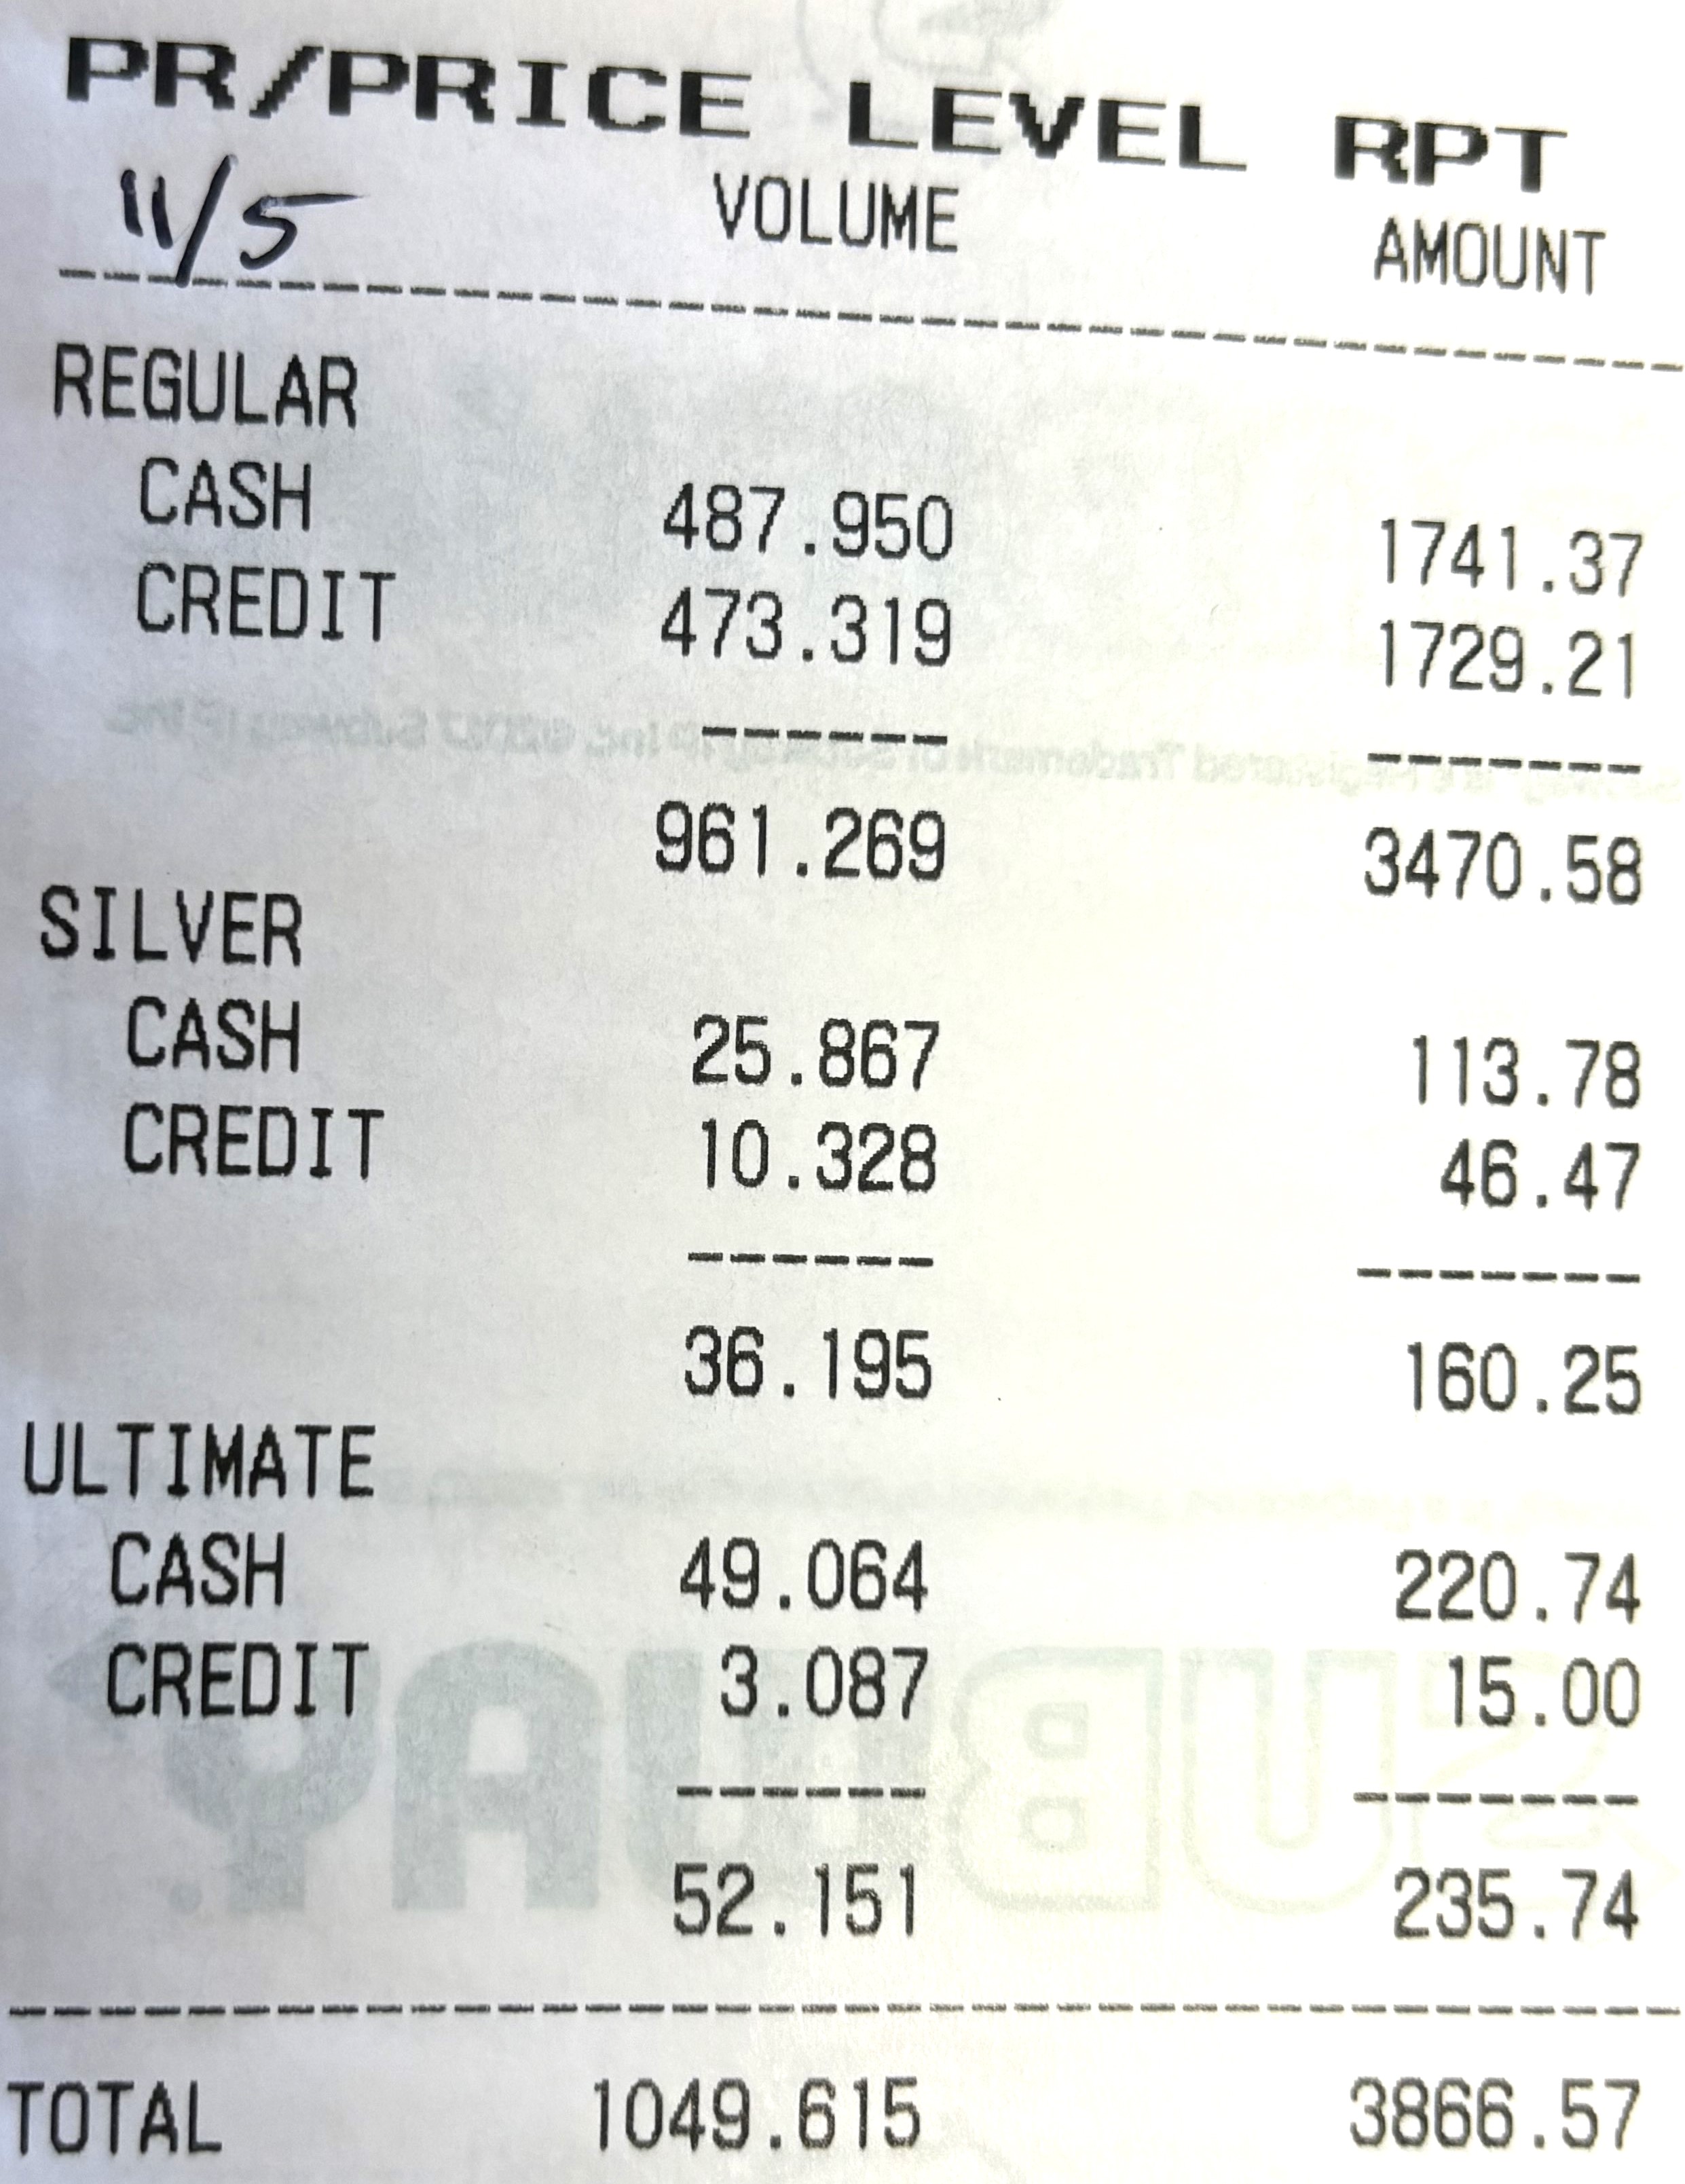 PR/PRICE LEVEL RPT
11/5 VOLUME AMOUNT
REGULAR
CASH 487.950 1741.37
CREDIT 473.319 1729.21
961.269 3470.58
SILVER
CASH 25.867 113.78
CREDIT 10.328 46.47
36.195 160.25
ULTIMATE
CASH 49.064 220.74
CREDIT 3.087 15.00
52.151 235.74
TOTAL 1049.615 3866.57